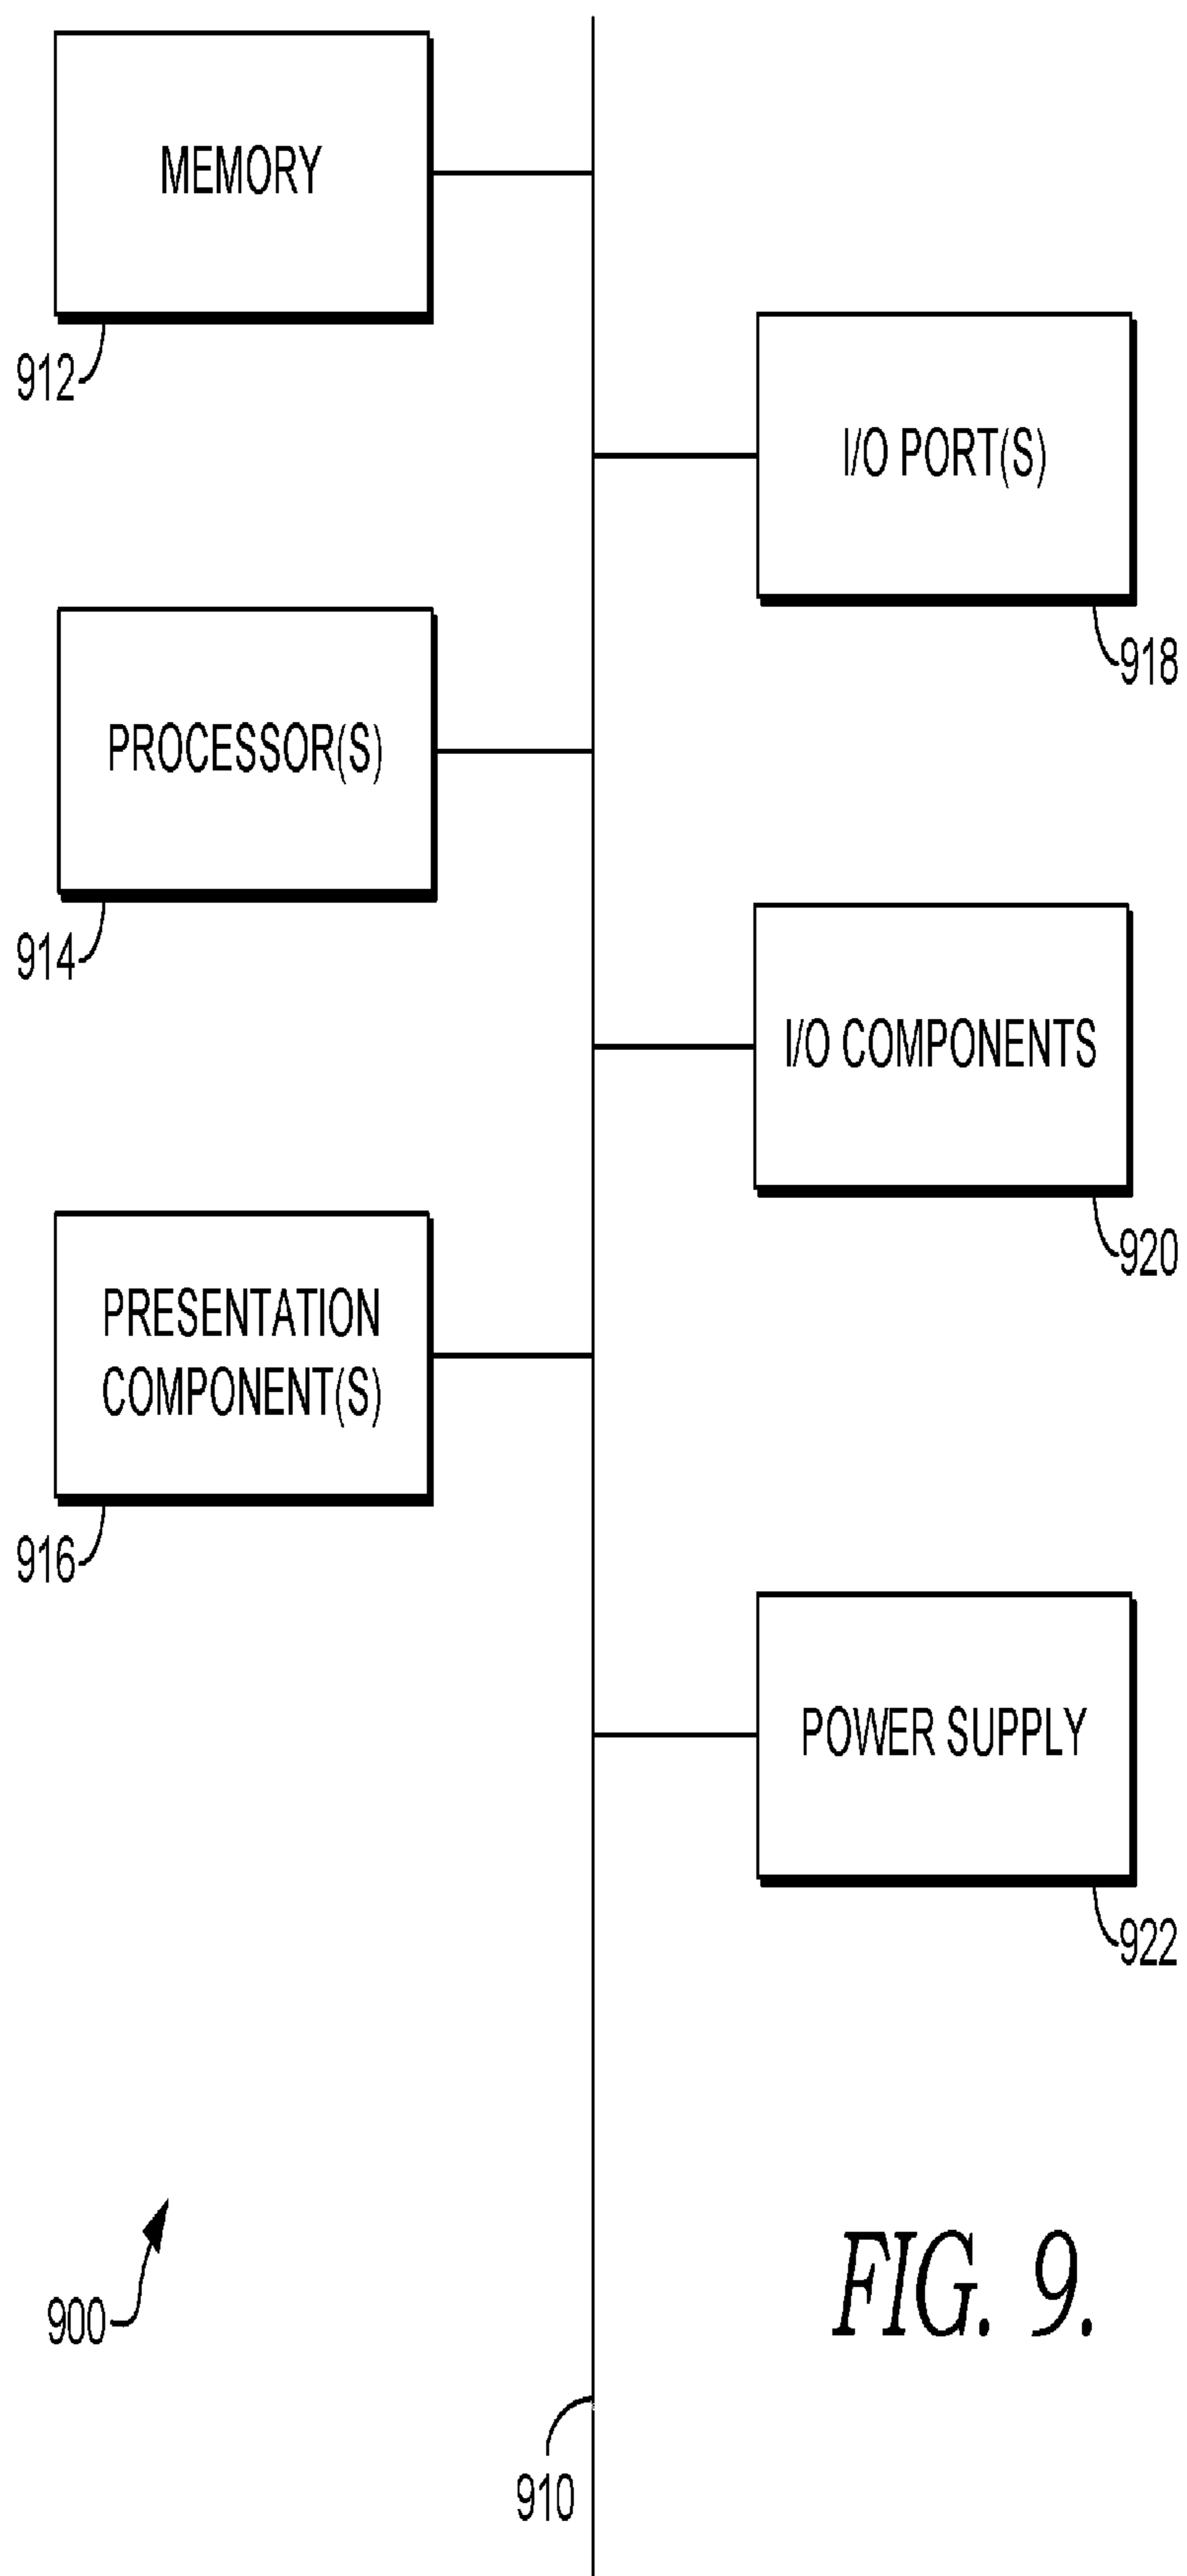 MEMORY
912
I/O PORT(S)
918
PROCESSOR(S)
914
I/O COMPONENTS
920
PRESENTATION
COMPONENT(S)
916
POWER SUPPLY
922
900
FIG. 9.
910